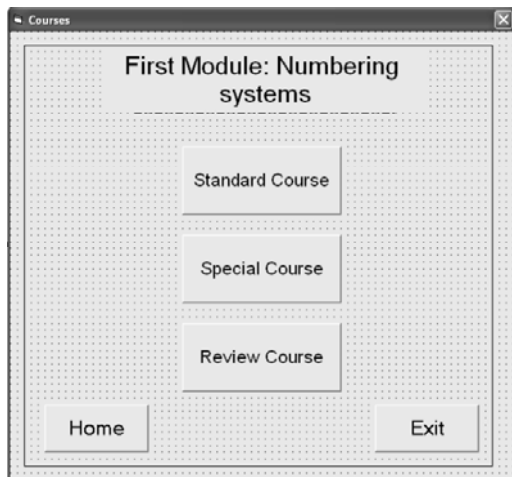 Courses
First Module: Numbering
systems
Standard Course
Special Course
Review Course
Home
Exit